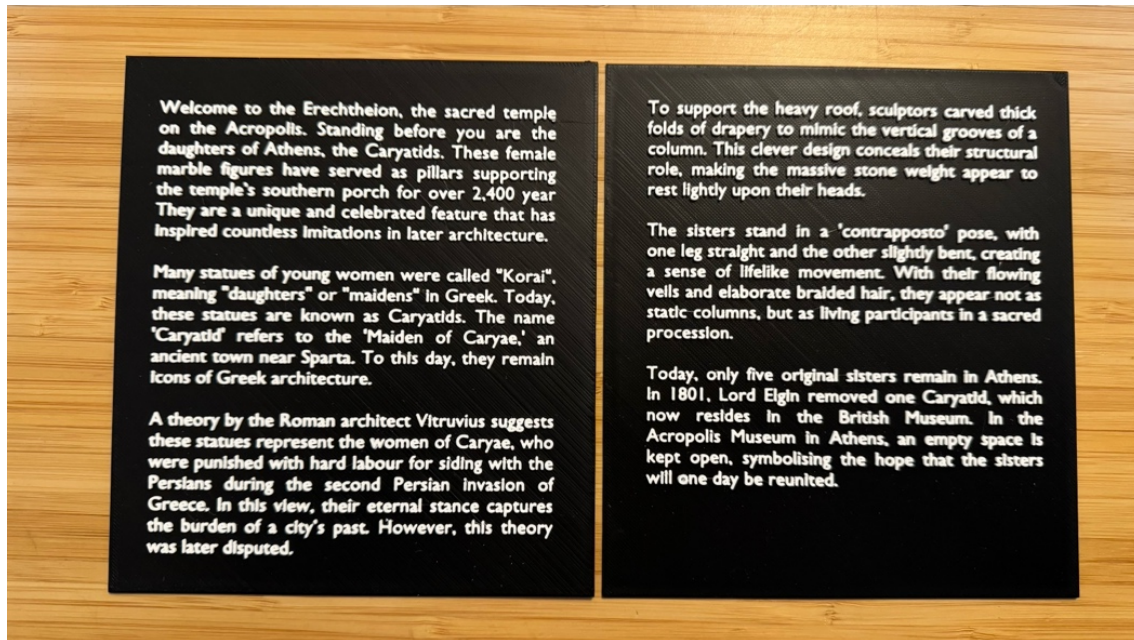 Welcome to the Erechtheion, the sacred temple
on the Acropolis. Standing before you are the
daughters of Athens, the Caryatids. These female
marble figures have served as pillars supporting
the temple's southern porch for over 2,400 year
They are a unique and celebrated feature that has
inspired countless imitations in later architecture.
Many statues of young women were called "Korai",
meaning "daughters" or "maidens" in Greek. Today,
these statues are known as Caryatids. The name
'Caryatid' refers to the 'Maiden of Caryae,' an
ancient town near Sparta. To this day, they remain
icons of Greek architecture.
A theory by the Roman architect Vitruvius suggests
these statues represent the women of Caryae, who
were punished with hard labour for siding with the
Persians during the second Persian invasion of
Greece. In this view, their eternal stance captures
the burden of a city's past. However, this theory
was later disputed.
To support the heavy roof, sculptors carved thick
folds of drapery to mimic the vertical grooves of a
column. This clever design conceals their structural
role, making the massive stone weight appear to
rest lightly upon their heads.
The sisters stand in a 'contrapposto' pose, with
one leg straight and the other slightly bent, creating
a sense of lifelike movement. With their flowing
veils and elaborate braided hair, they appear not as
static columns, but as living participants in a sacred
procession.
Today, only five original sisters remain in Athens.
In 1801, Lord Elgin removed one Caryatid, which
now resides in the British Museum. In the
Acropolis Museum in Athens, an empty space is
kept open, symbolising the hope that the sisters
will one day be reunited.